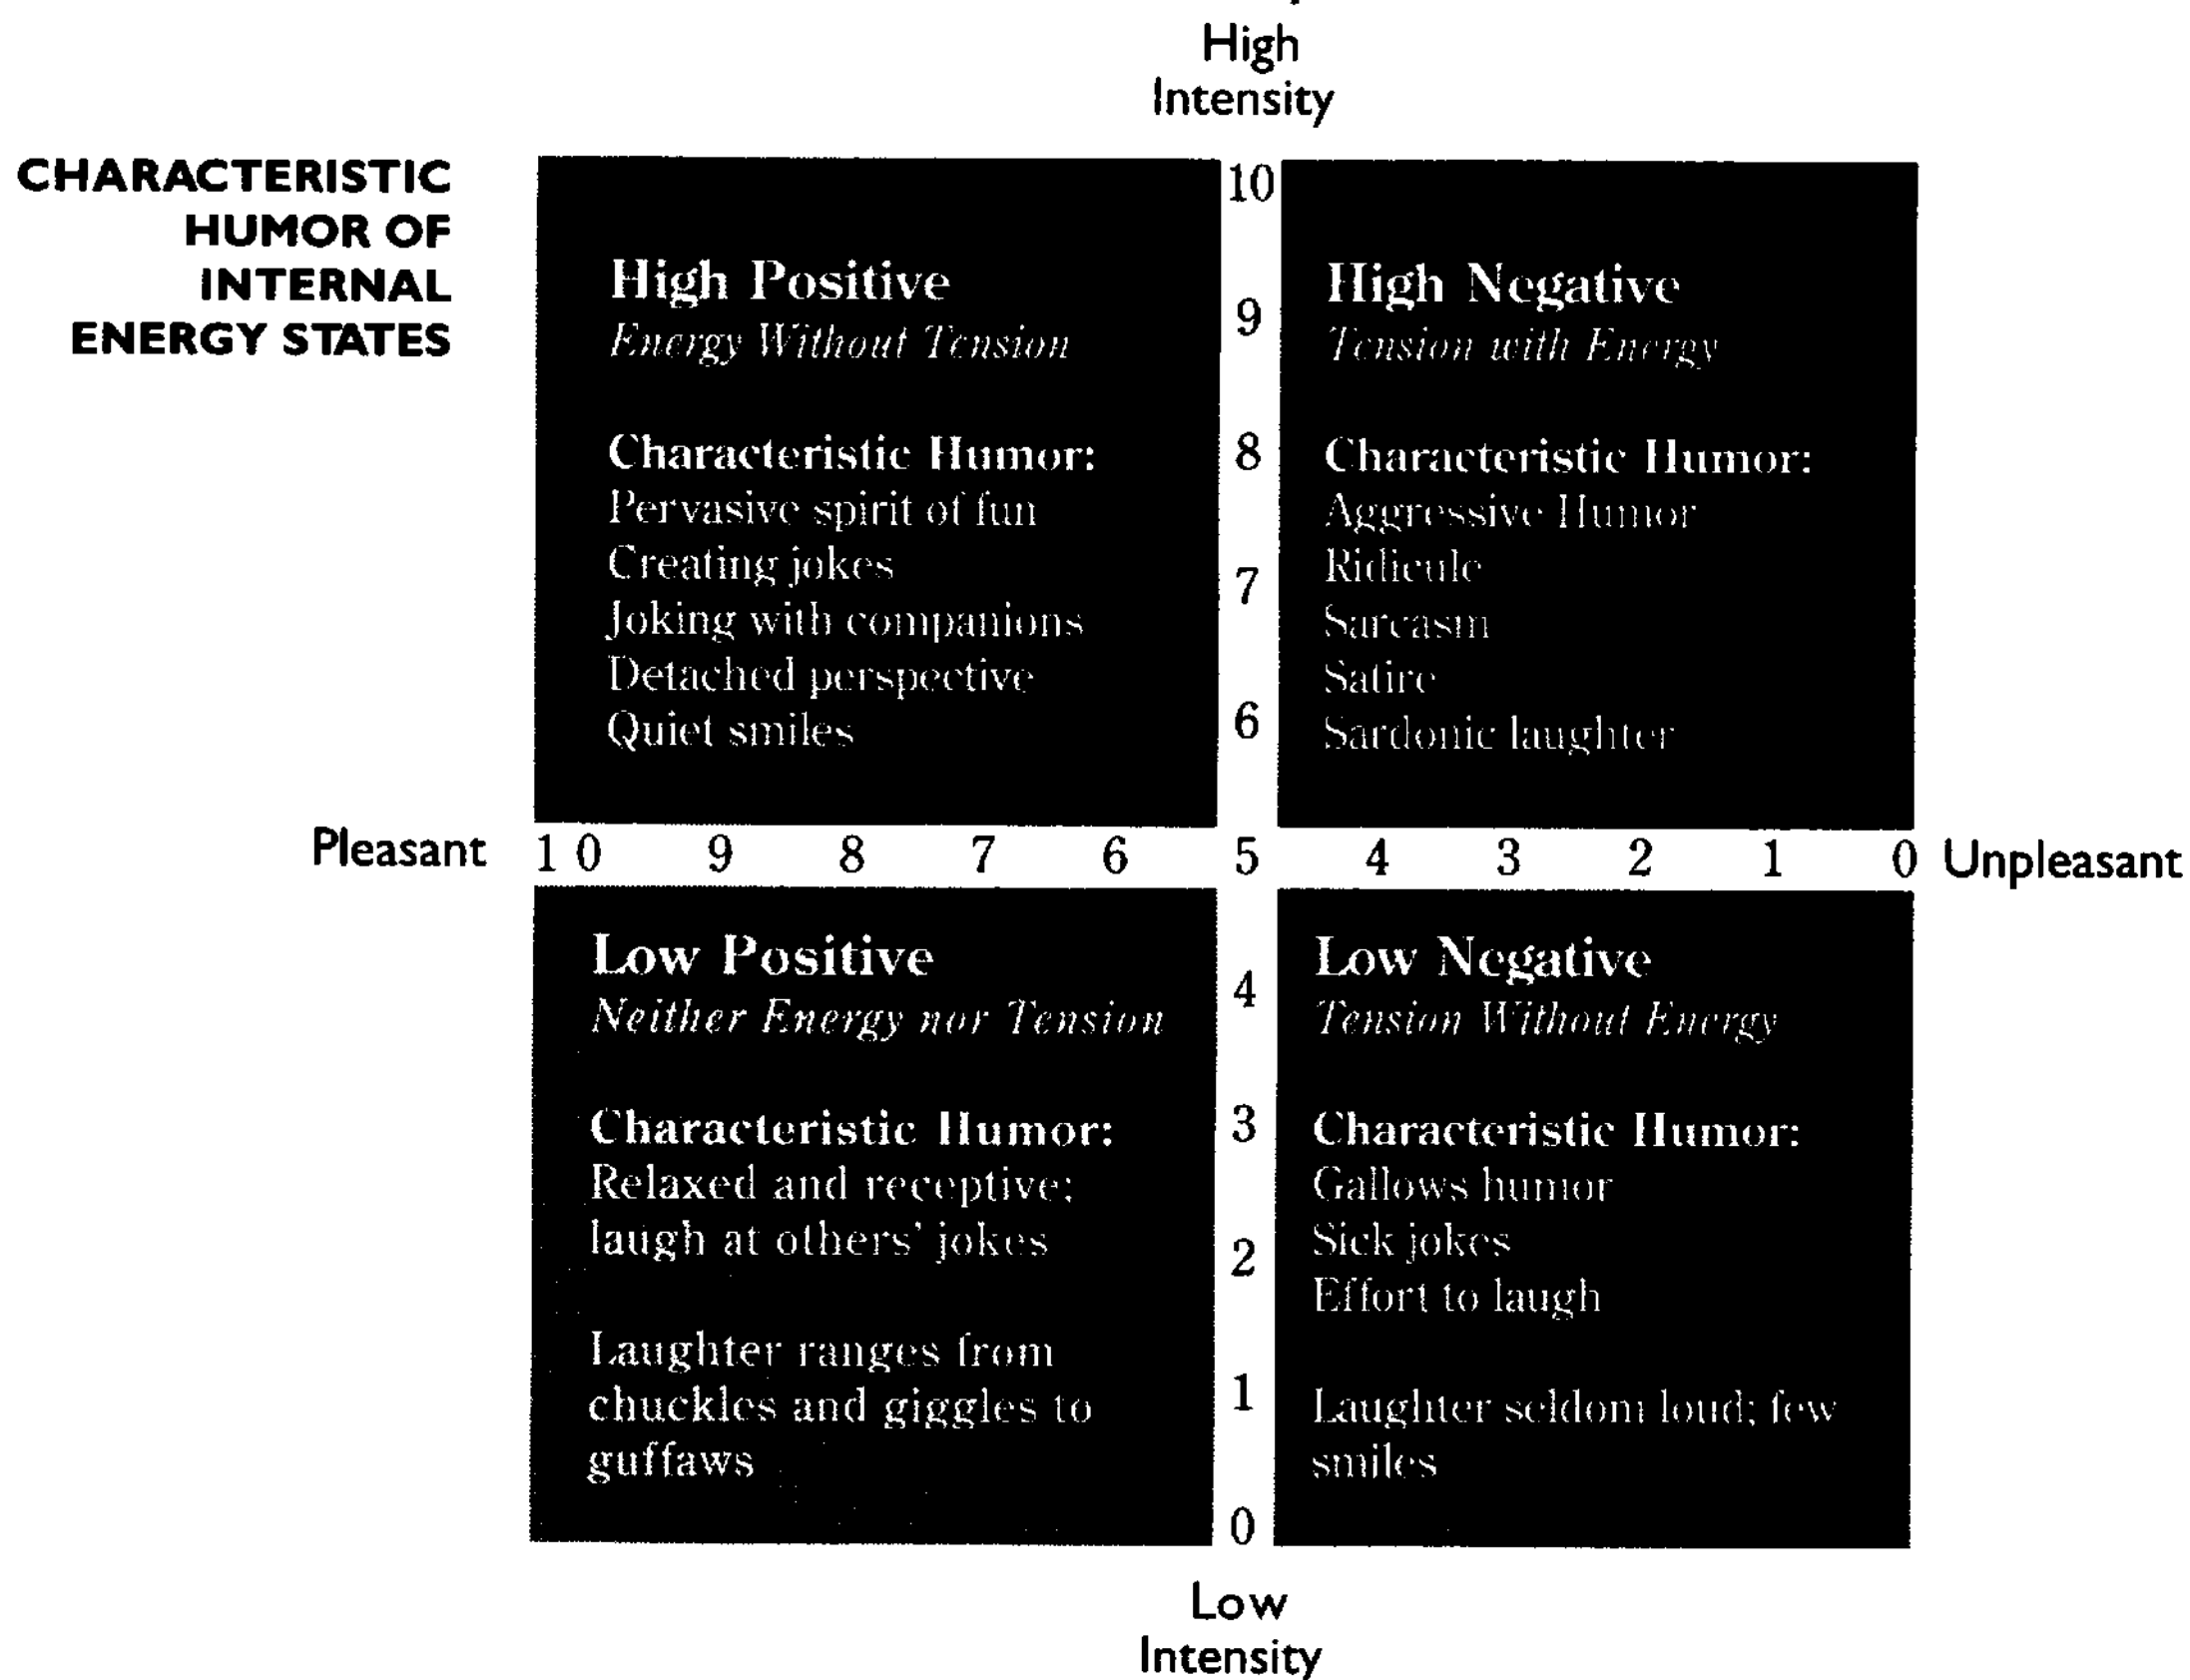 High
Intensity
CHARACTERISTIC
HUMOR OF
INTERNAL
ENERGY STATES
10
9
8
7
6
High Positive
Energy Without Tension
Characteristic Humor:
Pervasive spirit of fun
Creating jokes
Joking with companions
Detached perspective
Quiet smiles
High Negative
Tension with Energy
Characteristic Humor:
Aggressive Humor
Ridicule
Sarcasm
Satire
Sardonic laughter
Pleasant 10 9 8 7 6 5 4 3 2 1 0 Unpleasant
Low Positive
Neither Energy nor Tension
Characteristic Humor:
Relaxed and receptive;
laugh at others' jokes
Laughter ranges from
chuckles and giggles to
guffaws
4
3
2
1
0
Low Negative
Tension Without Energy
Characteristic Humor:
Gallows humor
Sick jokes
Effort to laugh
Laughter seldom loud; few
smiles
Low
Intensity